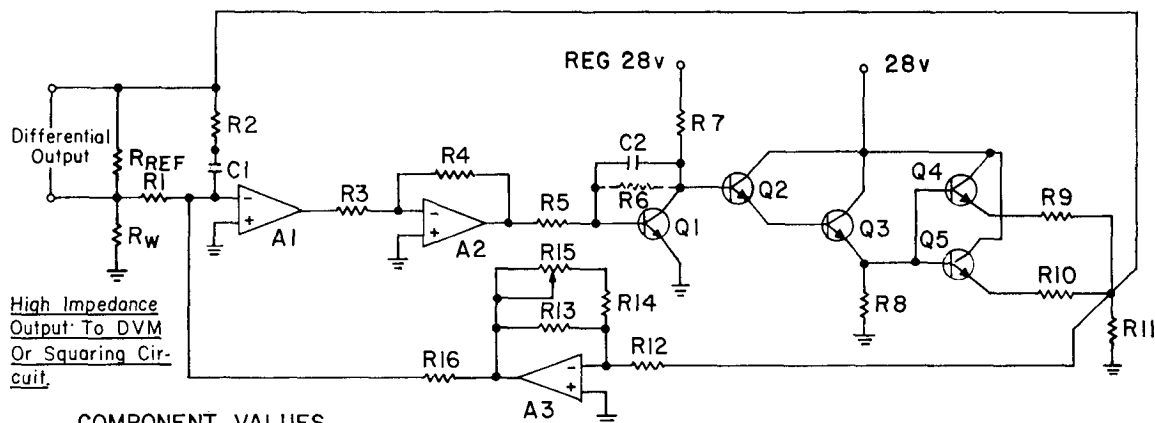 REG 28v
28v
R7
C2
R2
R4
Differential
Output
RREF
C1
Q4
R1
R3
R5
R6
Q2
R9
Q1
Q3
Q5
A1
A2
RW
R15
R10
R8
R14
R11
High Impedance
Output To DVM
Or Squaring Cir-
cuit.
R13
R16
R12
A3
COMPONENT VALUES